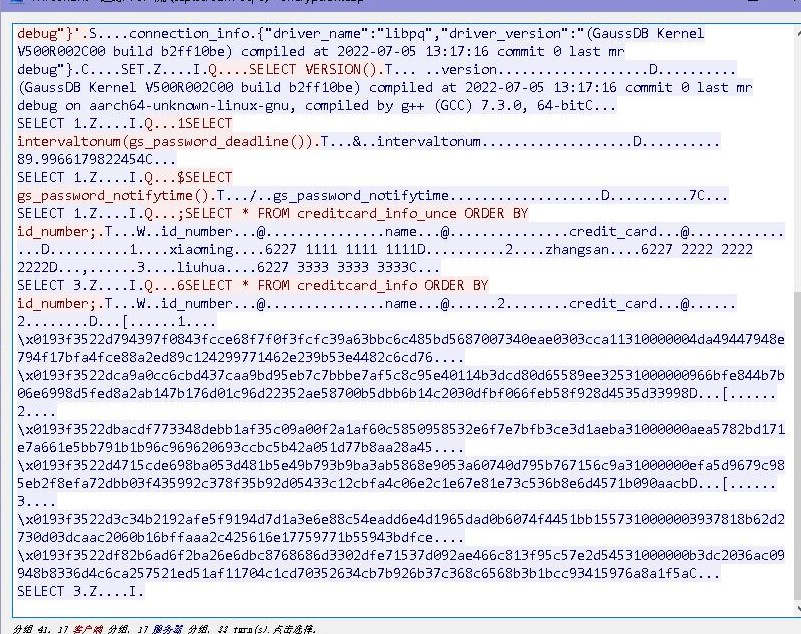 debug"}'.S....connection_info.{"driver_name":"libpq","driver_version":"(GaussDB Kernel
V500R002C00 build b2ff10be) compiled at 2022-07-05 13:17:16 commit 0 last mr
debug"}.C....SET.Z....I.Q....SELECT VERSION().T... ..version....................D..........
(GaussDB Kernel V500R002C00 build b2ff10be) compiled at 2022-07-05 13:17:16 commit 0 last mr
debug on aarch64-unknown-linux-gnu, compiled by g++ (GCC) 7.3.0, 64-bitC...
SELECT 1.Z....I.Q...1SELECT
intervaltonum(gs_password_deadline()).T...&..intervaltonum...................D..........
89.9966179822454C...
SELECT 1.Z....I.Q...$SELECT
gs_password_notifytime().T.../..gs_password_notifytime...................D..........7C...
SELECT 1.Z....I.Q...;SELECT * FROM creditcard_info_unce ORDER BY
id_number;.T...W..id_number...@...............name...@...............credit_card...@............
...D..........1....xiaoming....6227 1111 1111 1111D..........2....zhangsan....6227 2222 2222
2222D...,......3....liuhua....6227 3333 3333 3333C...
SELECT 3.Z....I.Q...6SELECT * FROM creditcard_info ORDER BY
id_number;.T...W..id_number...@...............name...@......2........credit_card...@......
2........D...[......1....
\x0193f3522d794397f0843fcce68f7f0f3fcfc39a63bbc6c485bd5687007340eae0303cca11310000004da49447948e
794f17bfa4fce88a2ed89c124299771462e239b53e4482c6cd76....
\x0193f3522dca9a0cc6cbd437caa9bd95eb7c7bbbe7af5c8c95e40114b3dcd80d65589ee32531000000966bfe844b7b
06e6998d5fed8a2ab147b176d01c96d22352ae58700b5dbb6b14c2030dfbf066feb58f928d4535d33998D...[......
2....
\x0193f3522dbacdf773348debb1af35c09a00f2a1af60c5850958532e6f7e7bfb3ce3d1aeba31000000aea5782bd171
e7a661e5bb791b1b96c969620693ccbc5b42a051d77b8aa28a45....
\x0193f3522d4715cde698ba053d481b5e49b793b9ba3ab5868e9053a60740d795b767156c9a31000000efa5d9679c98
5eb2f8efa72dbb03f435992c378f35b92d05433c12cbfa4c06e2c1e67e81e73c536b8e6d4571b090aacbD...[......
3....
\x0193f3522d3c34b2192afe5f9194d7d1a3e6e88c54eadd6e4d1965dad0b6074f4451bb1557310000003937818b62d2
730d03dcaac2060b16bffaaa2c425616e17759771b55943bdfce....
\x0193f3522df82b6ad6f2ba26e6dbc8768686d3302dfe71537d092ae466c813f95c57e2d54531000000b3dc2036ac09
948b8336d4c6ca257521ed51af11704c1cd70352634cb7b926b37c368c6568b3b1bcc93415976a8a1f5aC...
SELECT 3.Z....I.
分组 41. 17 客户端 分组, 17 服务器 分组, 33 turn(s).点击选择.